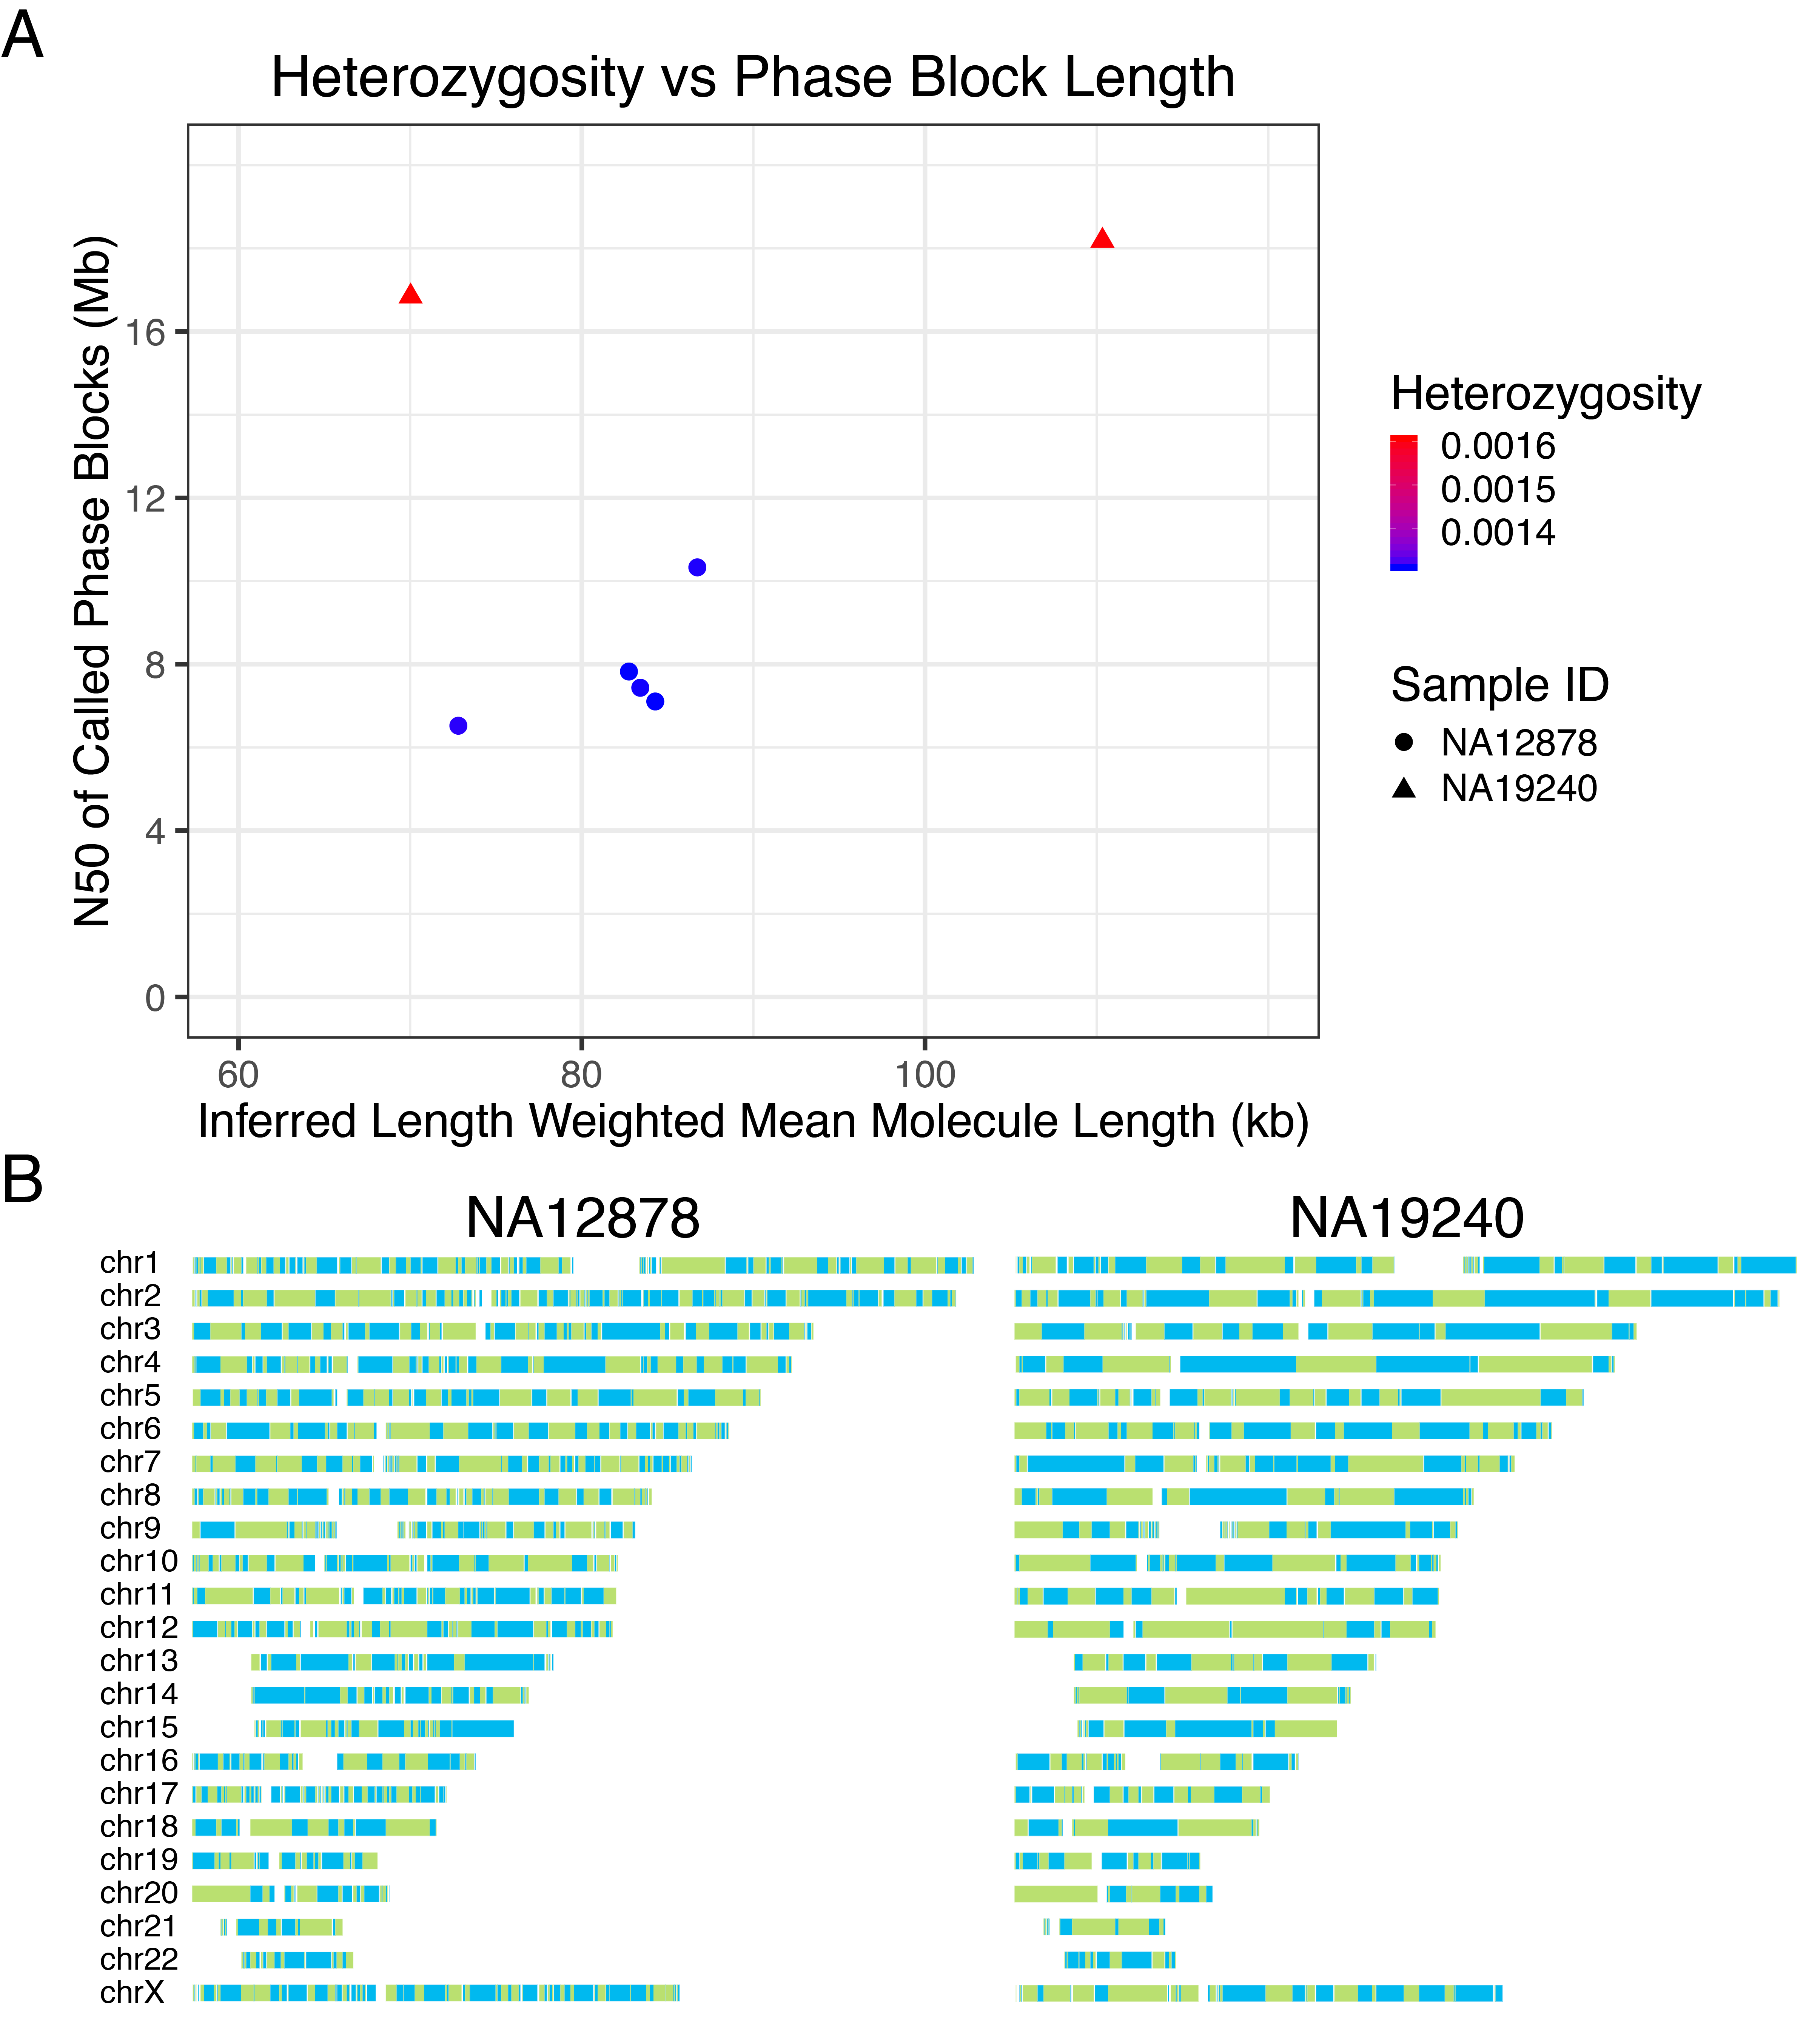 A
Heterozygosity vs Phase Block Length
N50 of Called Phase Blocks (Mb)
16
12
8
4
0
60 80 100
Inferred Length Weighted Mean Molecule Length (kb)
Heterozygosity
0.0016
0.0015
0.0014
Sample ID
NA12878
NA19240
B
NA12878 NA19240
chr1
chr2
chr3
chr4
chr5
chr6
chr7
chr8
chr9
chr10
chr11
chr12
chr13
chr14
chr15
chr16
chr17
chr18
chr19
chr20
chr21
chr22
chrX